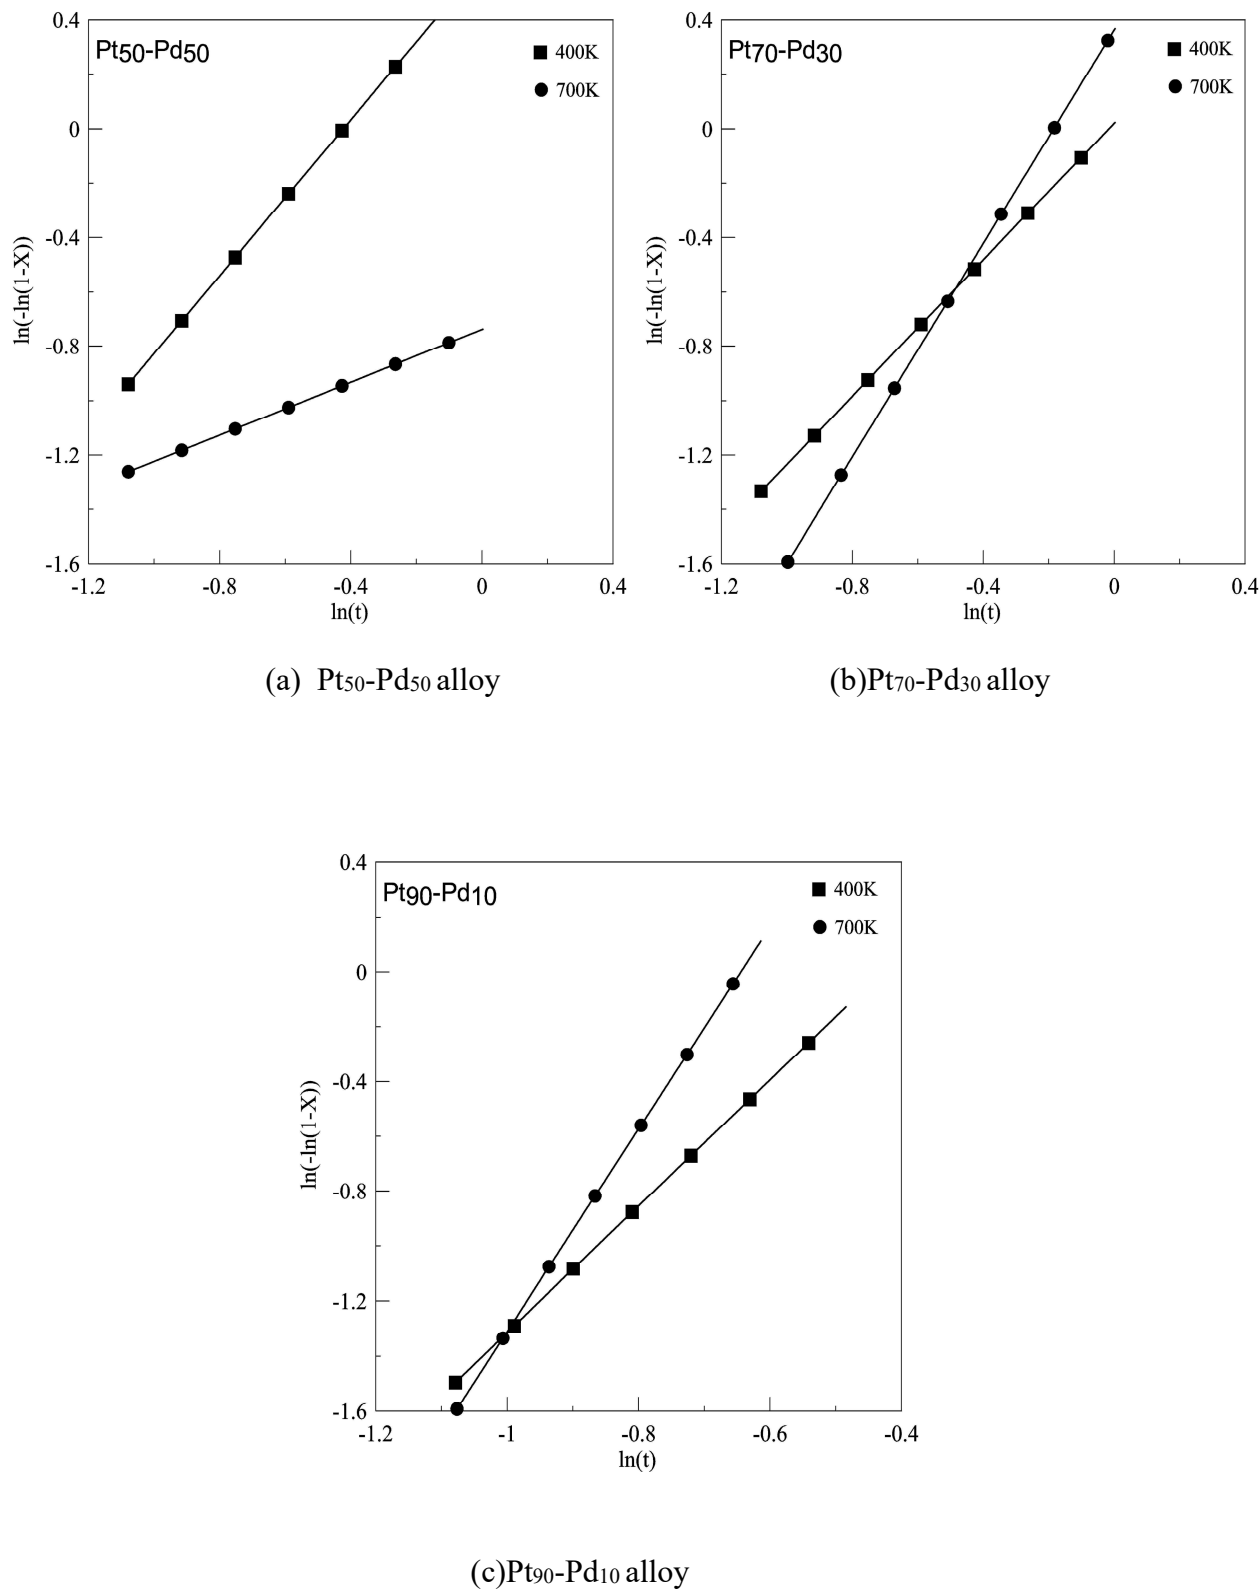 Pt50-Pd50
400K
700K
0.4
0
-0.4
-0.8
-1.2
-1.6
ln(-ln(1-X))
-1.2 -0.8 -0.4 0 0.4
ln(t)
(a) Pt50-Pd50 alloy
Pt70-Pd30
400K
700K
0.4
0
-0.4
-0.8
-1.2
-1.6
ln(-ln(1-X))
-1.2 -0.8 -0.4 0 0.4
ln(t)
(b)Pt70-Pd30 alloy
Pt90-Pd10
400K
700K
0.4
0
-0.4
-0.8
-1.2
-1.6
ln(-ln(1-X))
-1.2 -1 -0.8 -0.6 -0.4
ln(t)
(c)Pt90-Pd10 alloy